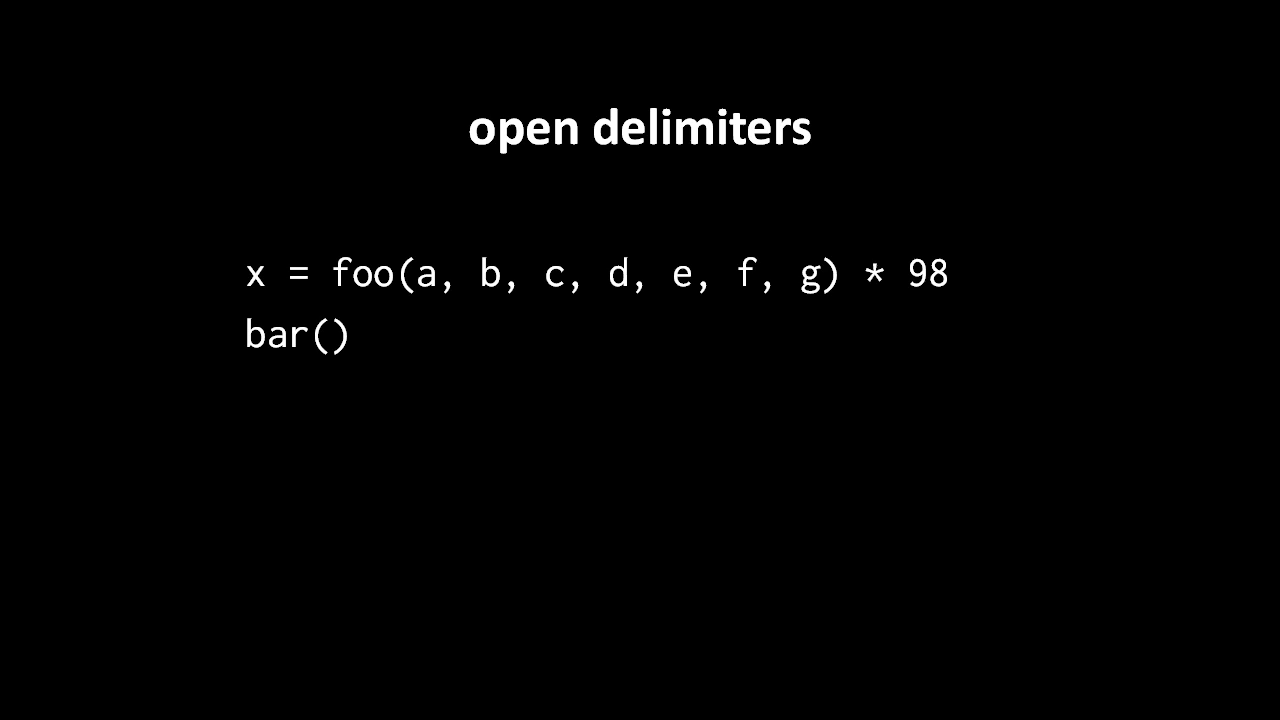 open delimiters
x = foo(a, b, c, d, e, f, g) * 98
bar()